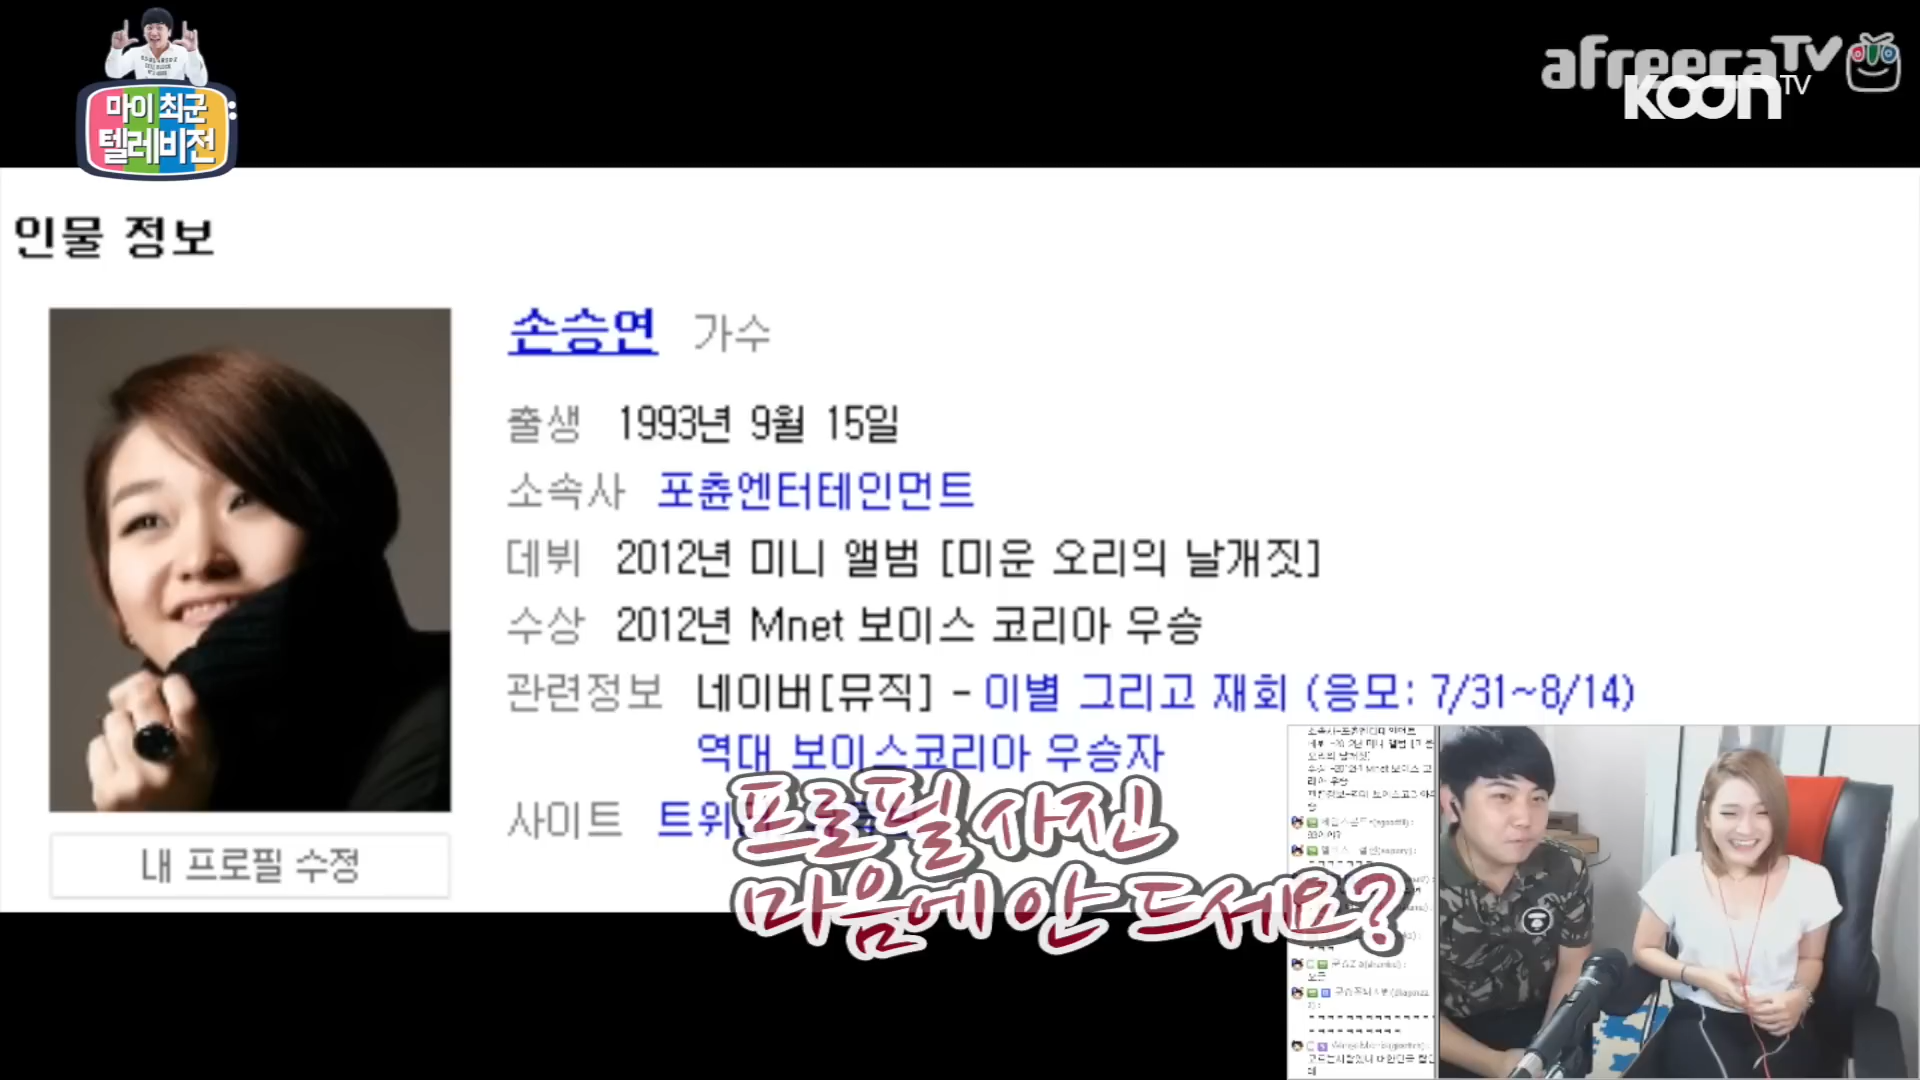 마이 최군
텔레비전
afreecaTV
KOON TV
인물 정보
손승연 가수
출생 1993년 9월 15일
소속사 포츈엔터테인먼트
데뷔 2012년 미니 앨범 [미운 오리의 날개짓]
수상 2012년 Mnet 보이스 코리아 우승
관련정보 네이버[뮤직] - 이별 그리고 재회 (응모: 7/31~8/14)
역대 보이스코리아 우승자
사이트 트위
내 프로필 수정
프로필 사진
마음에 안 드세요?